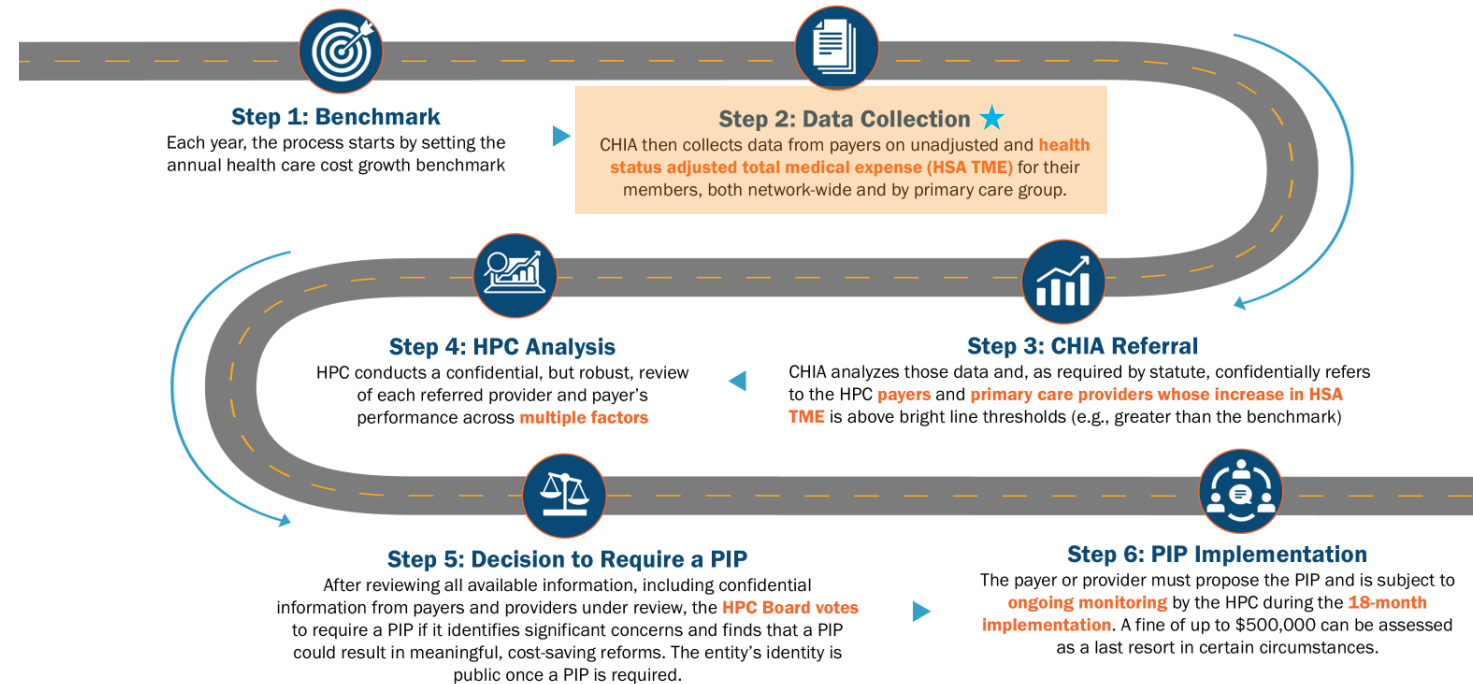 Step 1: Benchmark
Each year, the process starts by setting the
annual health care cost growth benchmark
Step 2: Data Collection
CHIA then collects data from payers on unadjusted and health
status adjusted total medical expense (HSA TME) for their
members, both network-wide and by primary care group.
Step 3: CHIA Referral
CHIA analyzes those data and, as required by statute, confidentially refers
to the HPC payers and primary care providers whose increase in HSA
TME is above bright line thresholds (e.g., greater than the benchmark)
Step 4: HPC Analysis
HPC conducts a confidential, but robust, review
of each referred provider and payer's
performance across multiple factors
Step 5: Decision to Require a PIP
After reviewing all available information, including confidential
information from payers and providers under review, the HPC Board votes
to require a PIP if it identifies significant concerns and finds that a PIP
could result in meaningful, cost-saving reforms. The entity's identity is
public once a PIP is required.
Step 6: PIP Implementation
The payer or provider must propose the PIP and is subject to
ongoing monitoring by the HPC during the 18-month
implementation. A fine of up to $500,000 can be assessed
as a last resort in certain circumstances.